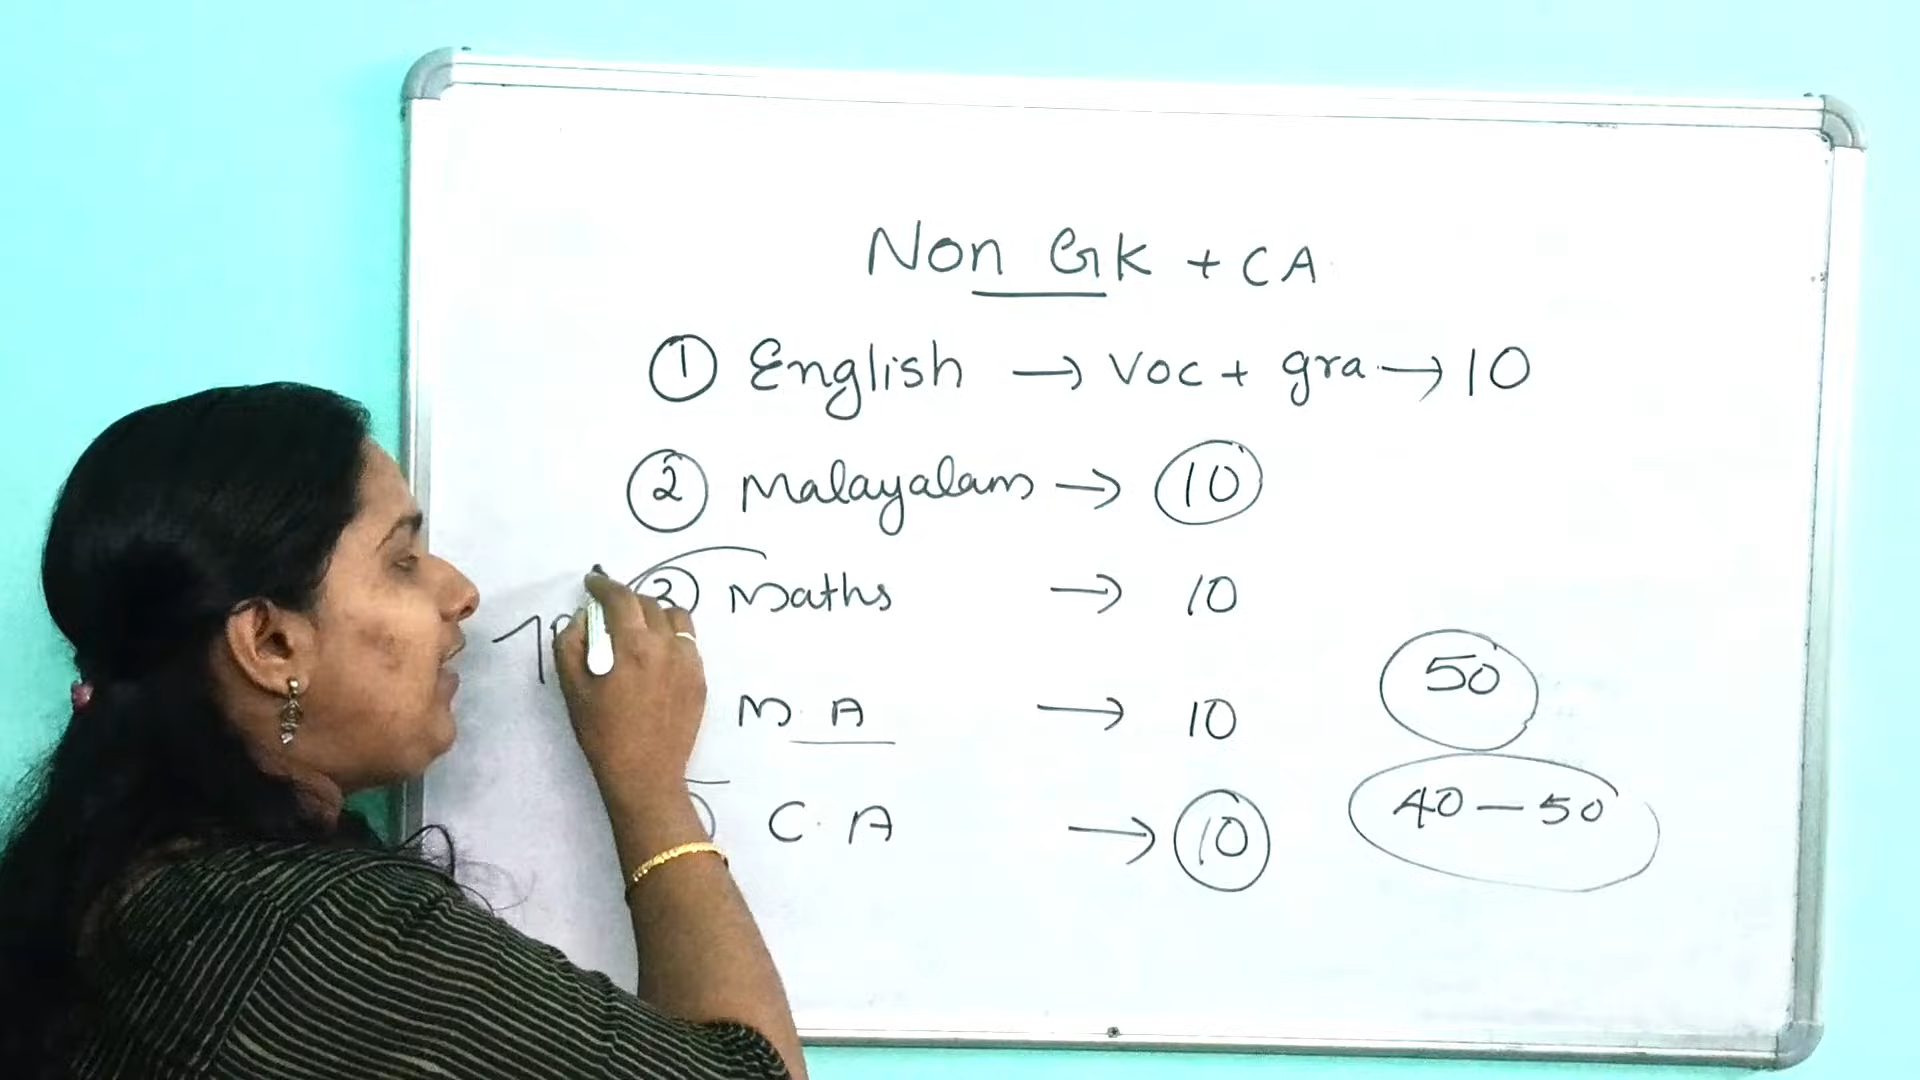 Non GK + CA
① English → voc + gra. → 10
② Malayalam → 10
③ Maths → 10
M. A → 10
50
C. A → 10
40 - 50